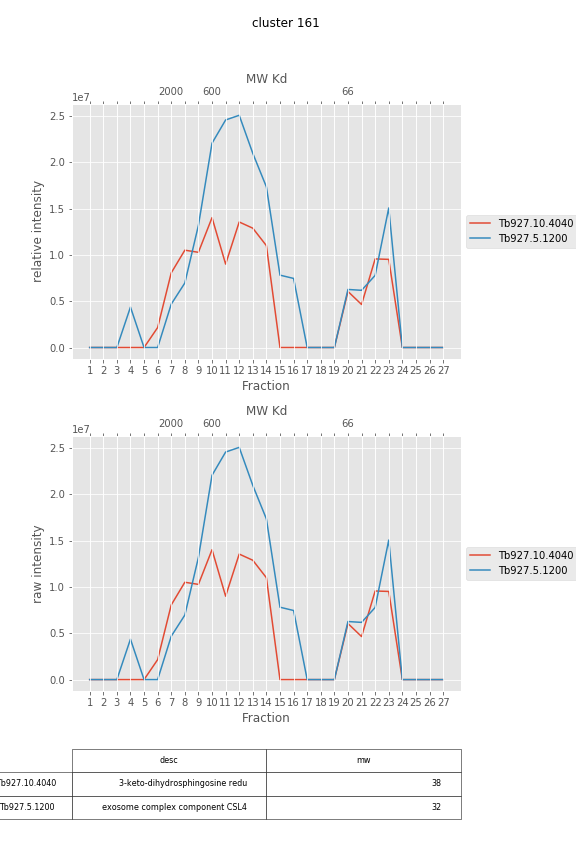 cluster 161
MW Kd
1e7 2000 600 66
2.5
2.0
1.5
1.0
0.5
0.0
relative intensity
Tb927.10.4040
Tb927.5.1200
1 2 3 4 5 6 7 8 9 10 11 12 13 14 15 16 17 18 19 20 21 22 23 24 25 26 27
Fraction
MW Kd
1e7 2000 600 66
2.5
2.0
1.5
1.0
0.5
0.0
raw intensity
Tb927.10.4040
Tb927.5.1200
1 2 3 4 5 6 7 8 9 10 11 12 13 14 15 16 17 18 19 20 21 22 23 24 25 26 27
Fraction
desc mw
b927.10.4040 3-keto-dihydrosphingosine redu 38
Tb927.5.1200 exosome complex component CSL4 32